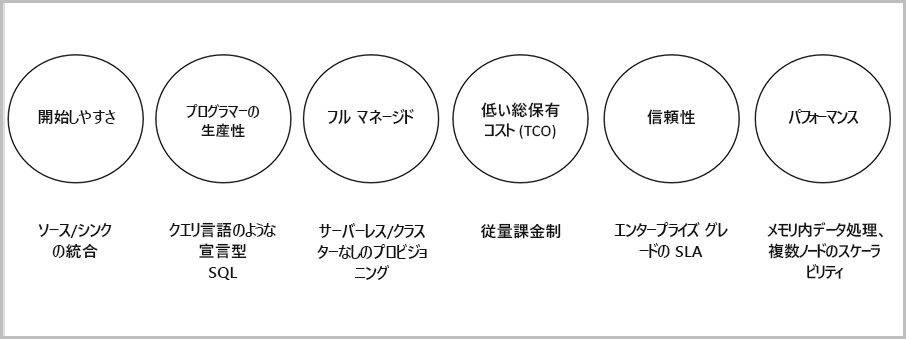 開始しやすさ
プログラマーの
生産性
フル マネージド
低い総保有
コスト (TCO)
信頼性
パフォーマンス
ソース/シンク
の統合
クエリ言語のような
宣言型
SQL
サーバーレス/クラス
ターなしのプロビジョ
ニング
従量課金制
エンタープライズ グレ
ードの SLA
メモリ内データ処理、
複数ノードのスケーラ
ビリティ